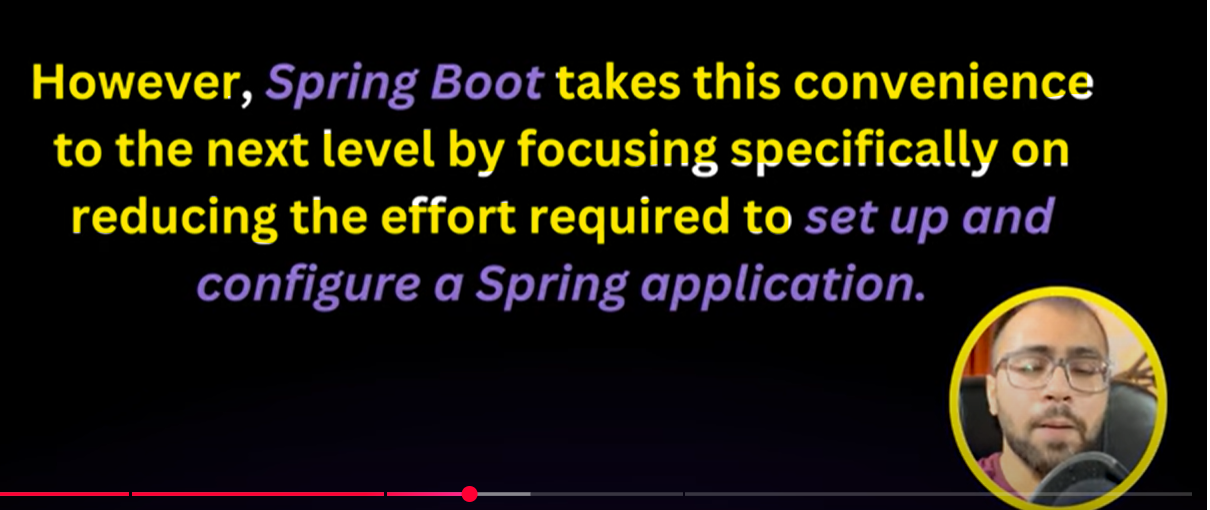 However, Spring Boot takes this convenience
to the next level by focusing specifically on
reducing the effort required to set up and
configure a Spring application.